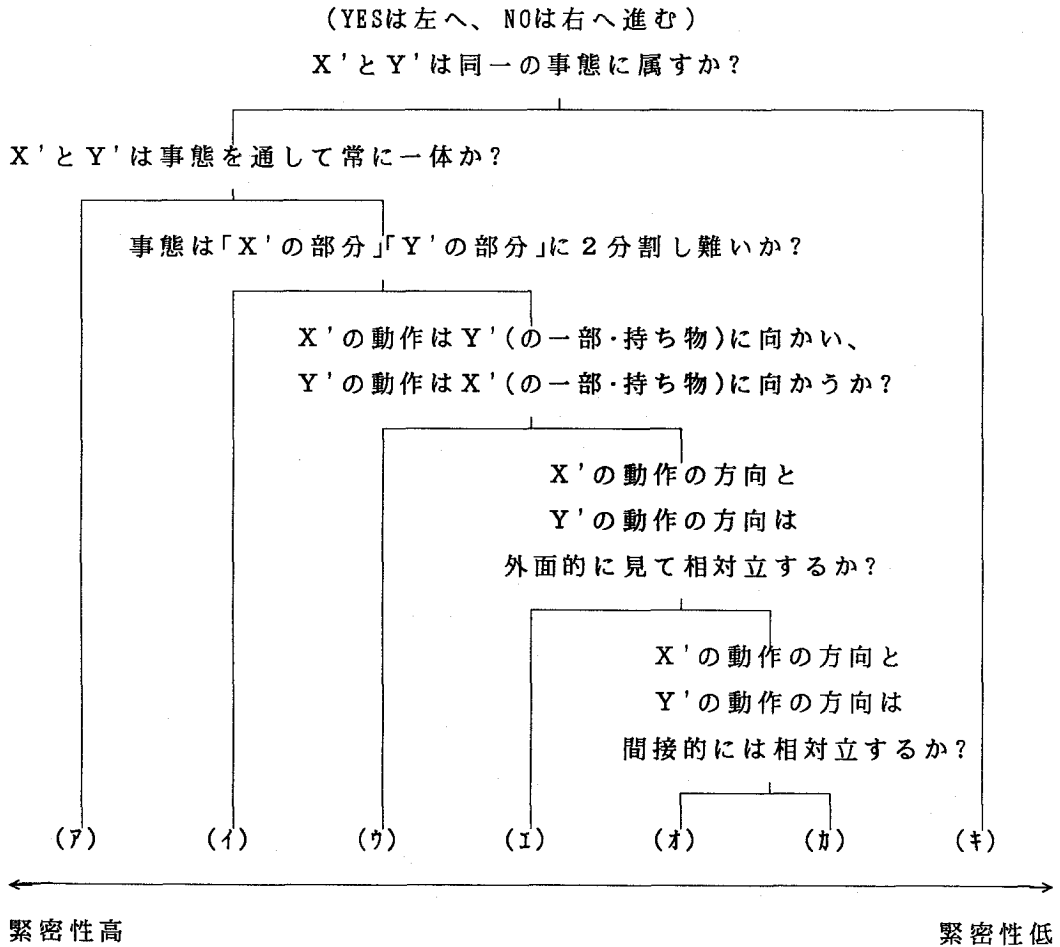 (YESは左へ、NOは右へ進む)
X'とY'は同一の事態に属すか?
X'とY'は事態を通して常に一体か?
事態は「X'の部分」「Y'の部分」に2分割し難いか?
X'の動作はY'(の一部・持ち物)に向かい、
Y'の動作はX'(の一部・持ち物)に向かうか?
X'の動作の方向と
Y'の動作の方向は
外面的に見て相対立するか?
X'の動作の方向と
Y'の動作の方向は
間接的には相対立するか?
(ア) (イ) (ウ) (エ) (オ) (カ) (キ)
緊密性高 緊密性低